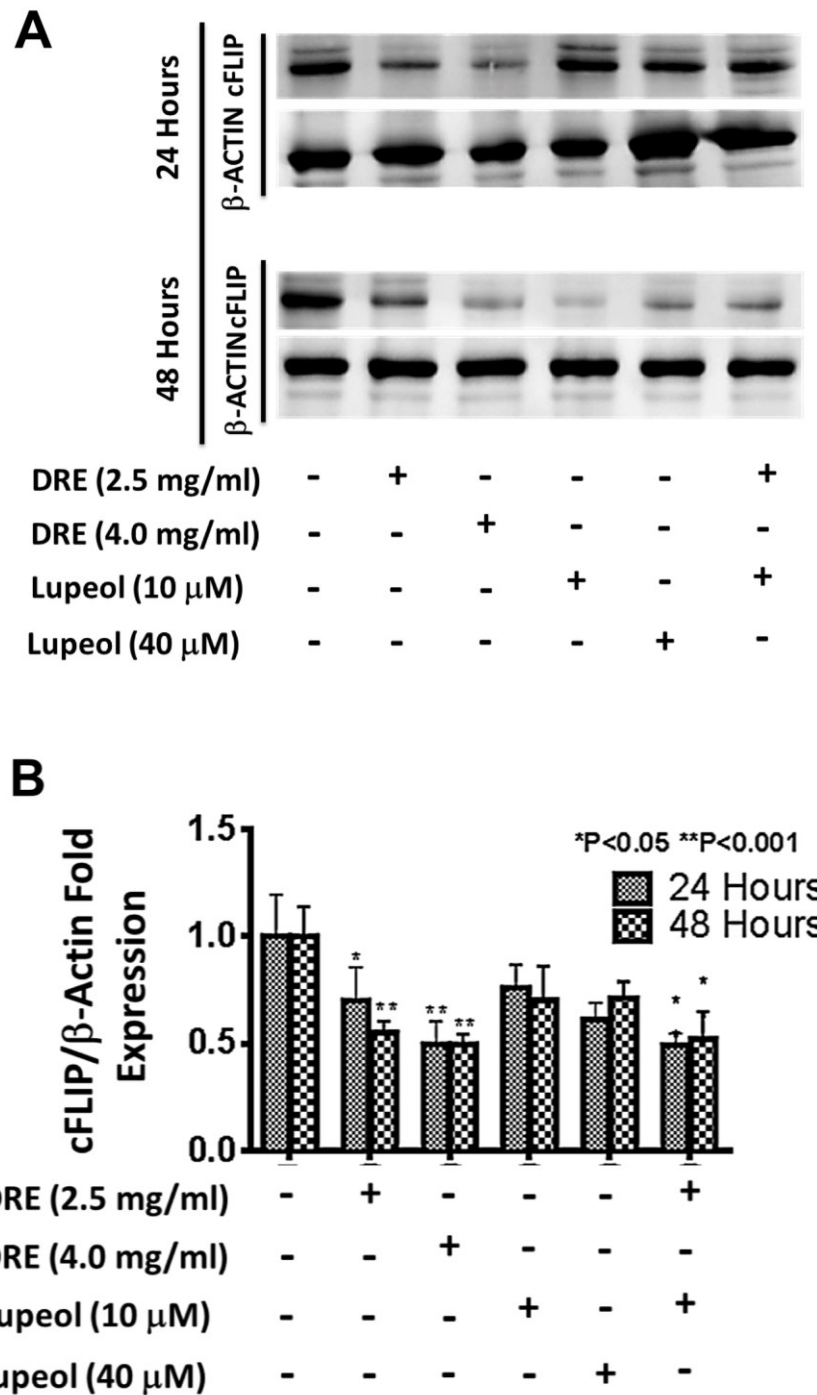 A
24 Hours
β-ACTIN cFLIP
48 Hours
β-ACTINcFLIP
DRE (2.5 mg/ml) - + - - - +
DRE (4.0 mg/ml) - - + - - -
Lupeol (10 μM) - - - + - +
Lupeol (40 μM) - - - - + -
B
cFLIP/β-Actin Fold
Expression
1.5
1.0
0.5
0.0
*P<0.05 **P<0.001
24 Hours
48 Hours
* ** ** ** * *
DRE (2.5 mg/ml) - + - - - +
DRE (4.0 mg/ml) - - + - - -
upeol (10 μM) - - - + - +
upeol (40 μM) - - - - + -